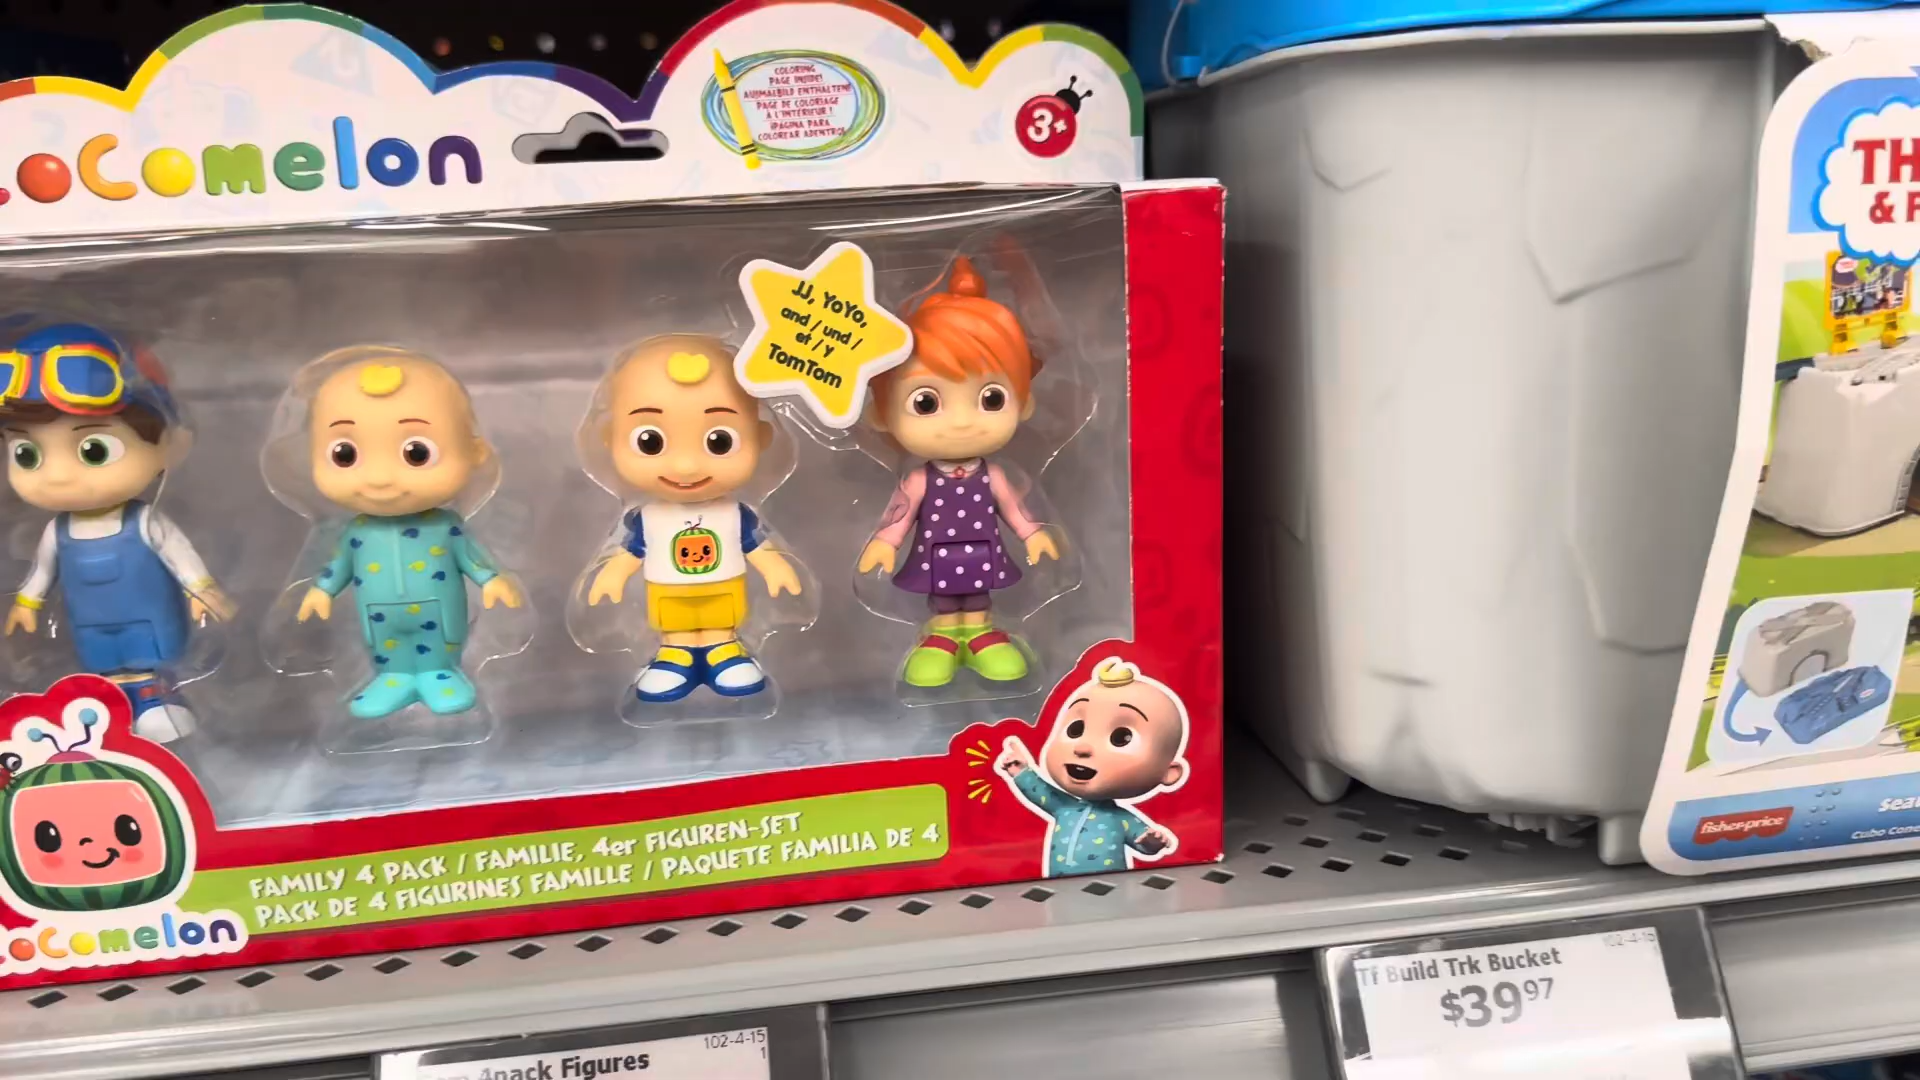 COLORING
PAGE INSIDE!
AUSMALBILD ENTHALTEN!
PAGE DE COLORIAGE
À L'INTÉRIEUR!
¡PÁGINA PARA
COLOREAR ADENTRO!
3+
CoComelon
JJ, YoYo,
and / und /
et / y
TomTom
FAMILY 4 PACK / FAMILIE, 4er FIGUREN-SET
PACK DE 4 FIGURINES FAMILLE / PAQUETE FAMILIA DE 4
CoComelon
TH
& F
fisher-price
102-4-15
1
4pack Figures
102-4-16
Tf Build Trk Bucket
$39 97